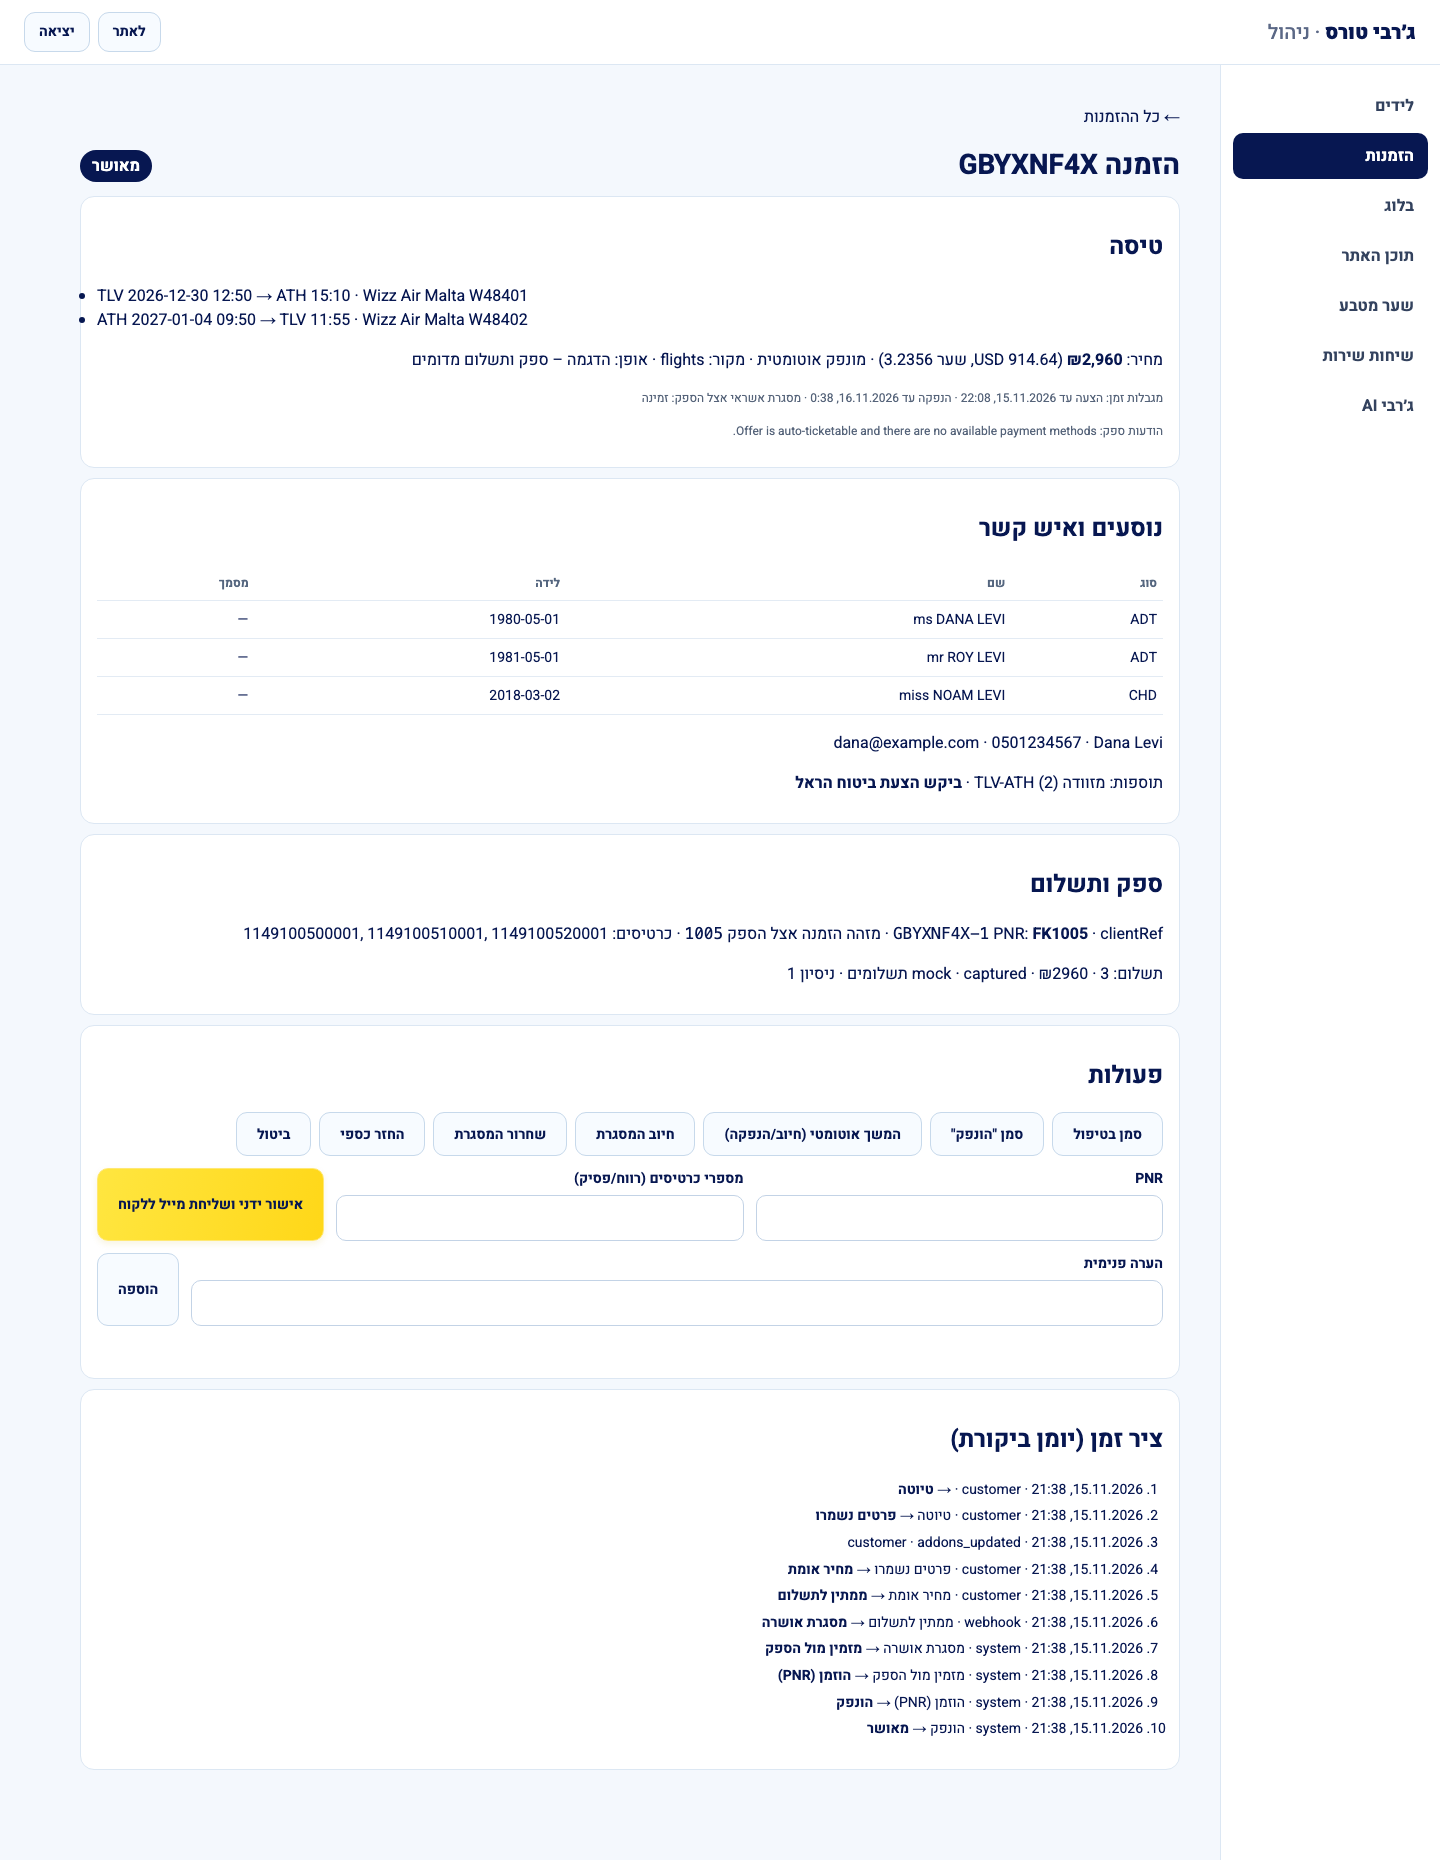 ג׳רבי טורס · ניהול
לאתר
יציאה
לידים
הזמנות
בלוג
תוכן האתר
שער מטבע
שיחות שירות
ג׳רבי AI
← כל ההזמנות
הזמנה GBYXNF4X
מאושר
טיסה
TLV 2026-12-30 12:50 → ATH 15:10 · Wizz Air Malta W48401
ATH 2027-01-04 09:50 → TLV 11:55 · Wizz Air Malta W48402
מחיר: ₪2,960 (USD 914.64, שער 3.2356) · מונפק אוטומטית · מקור: flights · אופן: הדגמה – ספק ותשלום מדומים
מגבלות זמן: הצעה עד 15.11.2026, 22:08 · הנפקה עד 16.11.2026, 0:38 · מסגרת אשראי אצל הספק: זמינה
הודעות ספק: Offer is auto-ticketable and there are no available payment methods.
נוסעים ואיש קשר
סוג שם לידה מסמך
ADT ms DANA LEVI 1980-05-01 —
ADT mr ROY LEVI 1981-05-01 —
CHD miss NOAM LEVI 2018-03-02 —
Dana Levi · 0501234567 · dana@example.com
תוספות: מזוודה TLV-ATH (2) · ביקש הצעת ביטוח הראל
ספק ותשלום
GBYXNF4X–1 PNR: FK1005 · clientRef · מזהה הזמנה אצל הספק 1005 · כרטיסים: 1149100500001, 1149100510001, 1149100520001
תשלום: mock · captured · ₪2960 · 3 תשלומים · ניסיון 1
פעולות
סמן בטיפול
סמן "הונפק"
המשך אוטומטי (חיוב/הנפקה)
חיוב המסגרת
שחרור המסגרת
החזר כספי
ביטול
PNR
מספרי כרטיסים (רווח/פסיק)
אישור ידני ושליחת מייל ללקוח
הערה פנימית
הוספה
ציר זמן (יומן ביקורת)
1. 15.11.2026, 21:38 · customer · → טיוטה
2. 15.11.2026, 21:38 · customer · טיוטה → פרטים נשמרו
3. 15.11.2026, 21:38 · customer · addons_updated
4. 15.11.2026, 21:38 · customer · פרטים נשמרו → מחיר אומת
5. 15.11.2026, 21:38 · customer · מחיר אומת → ממתין לתשלום
6. 15.11.2026, 21:38 · webhook · ממתין לתשלום → מסגרת אושרה
7. 15.11.2026, 21:38 · system · מסגרת אושרה → מזמין מול הספק
8. 15.11.2026, 21:38 · system · מזמין מול הספק → הוזמן (PNR)
9. 15.11.2026, 21:38 · system · הוזמן (PNR) → הונפק
10. 15.11.2026, 21:38 · system · הונפק → מאושר